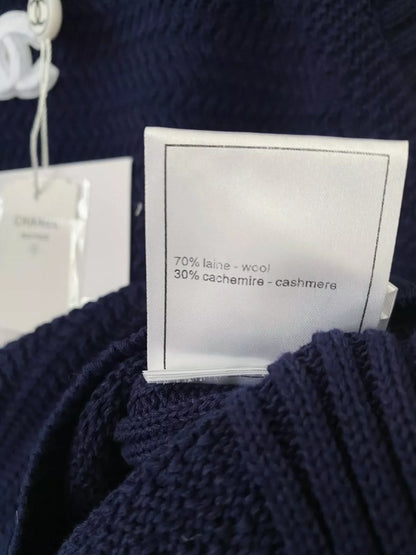 CHANEL
70% laine - wool
30% cachemire - cashmere